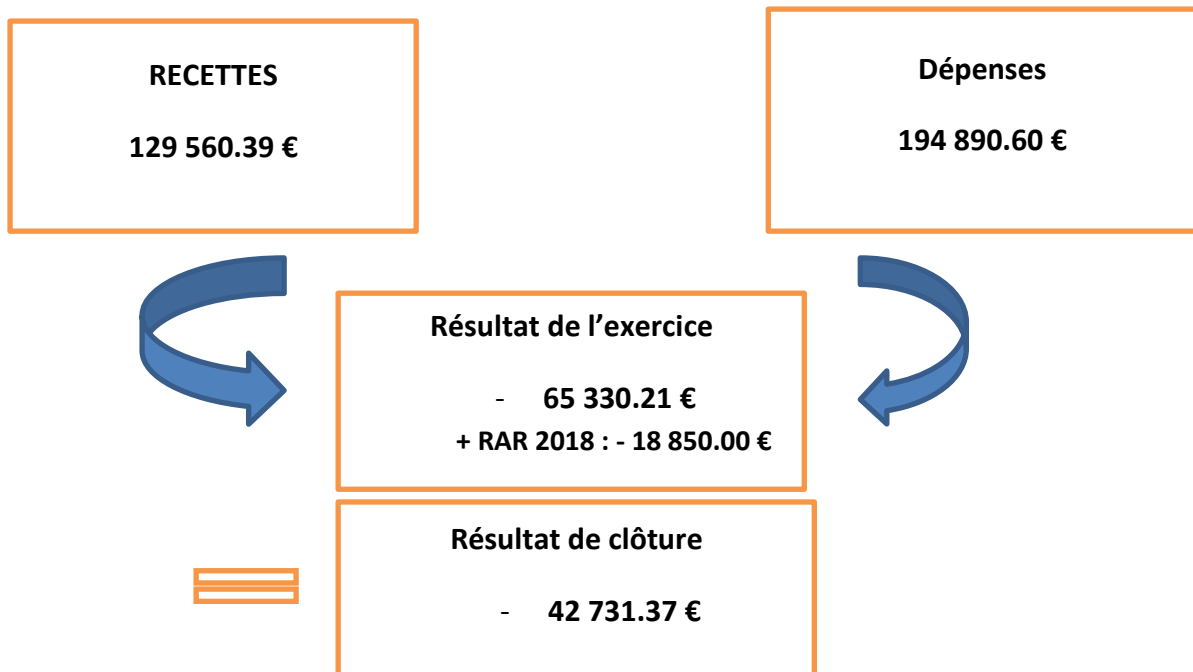 RECETTES
129 560.39 €
Dépenses
194 890.60 €
Résultat de l’exercice
- 65 330.21 €
+ RAR 2018 : - 18 850.00 €
Résultat de clôture
- 42 731.37 €